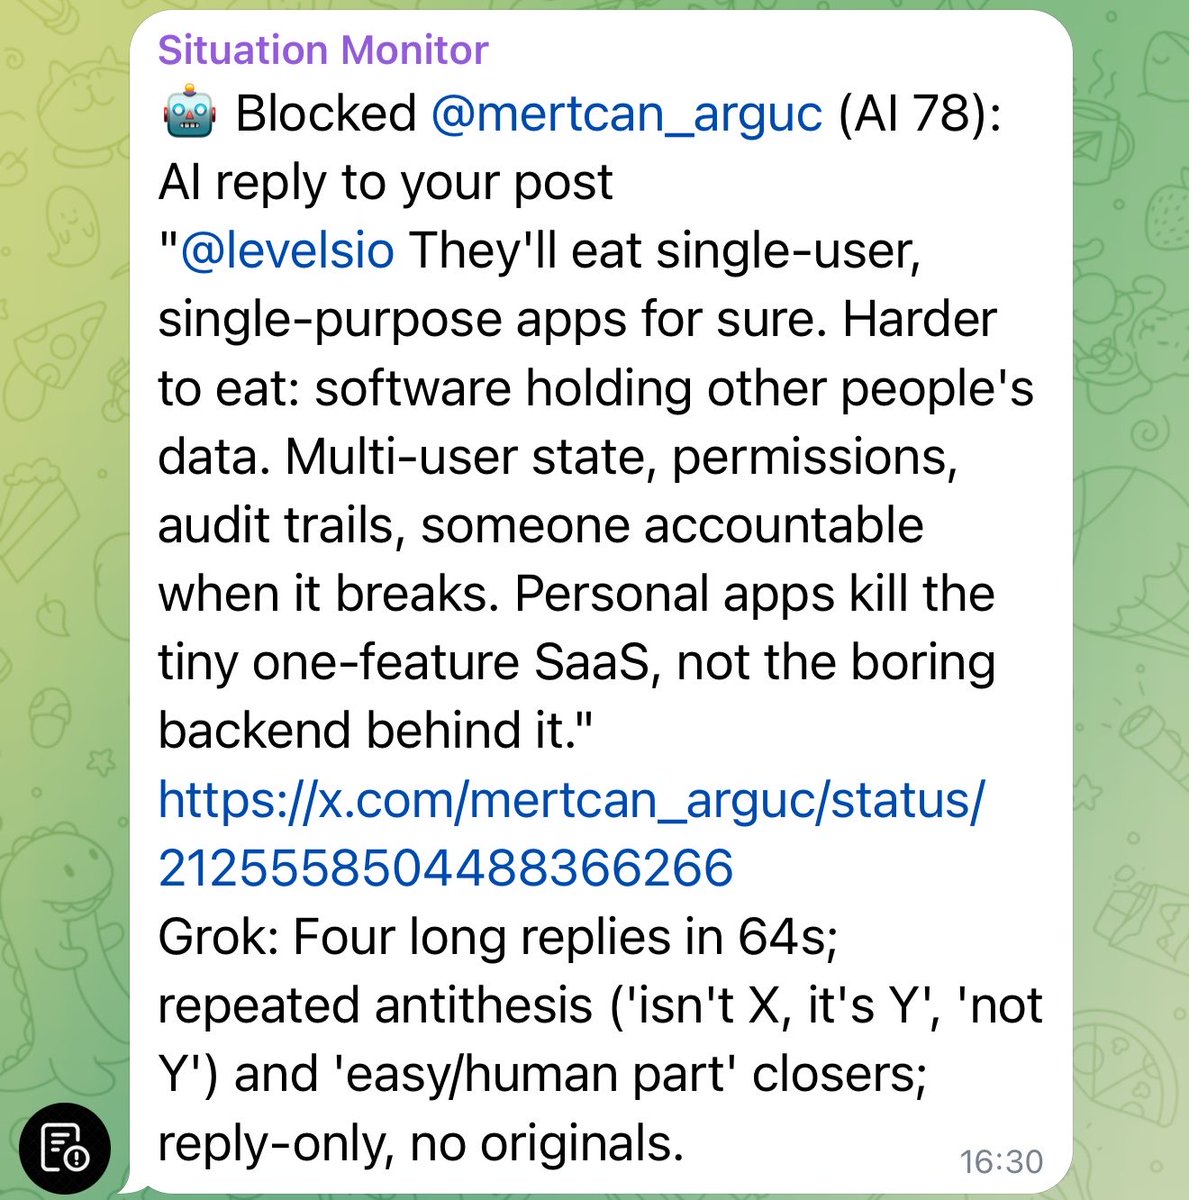 Situation Monitor
🤖 Blocked @mertcan_arguc (AI 78):
AI reply to your post
"@levelsio They'll eat single-user,
single-purpose apps for sure. Harder
to eat: software holding other people's
data. Multi-user state, permissions,
audit trails, someone accountable
when it breaks. Personal apps kill the
tiny one-feature SaaS, not the boring
backend behind it."
https://x.com/mertcan_arguc/status/
2125558504488366266
Grok: Four long replies in 64s;
repeated antithesis ('isn't X, it's Y', 'not
Y') and 'easy/human part' closers;
reply-only, no originals.
16:30